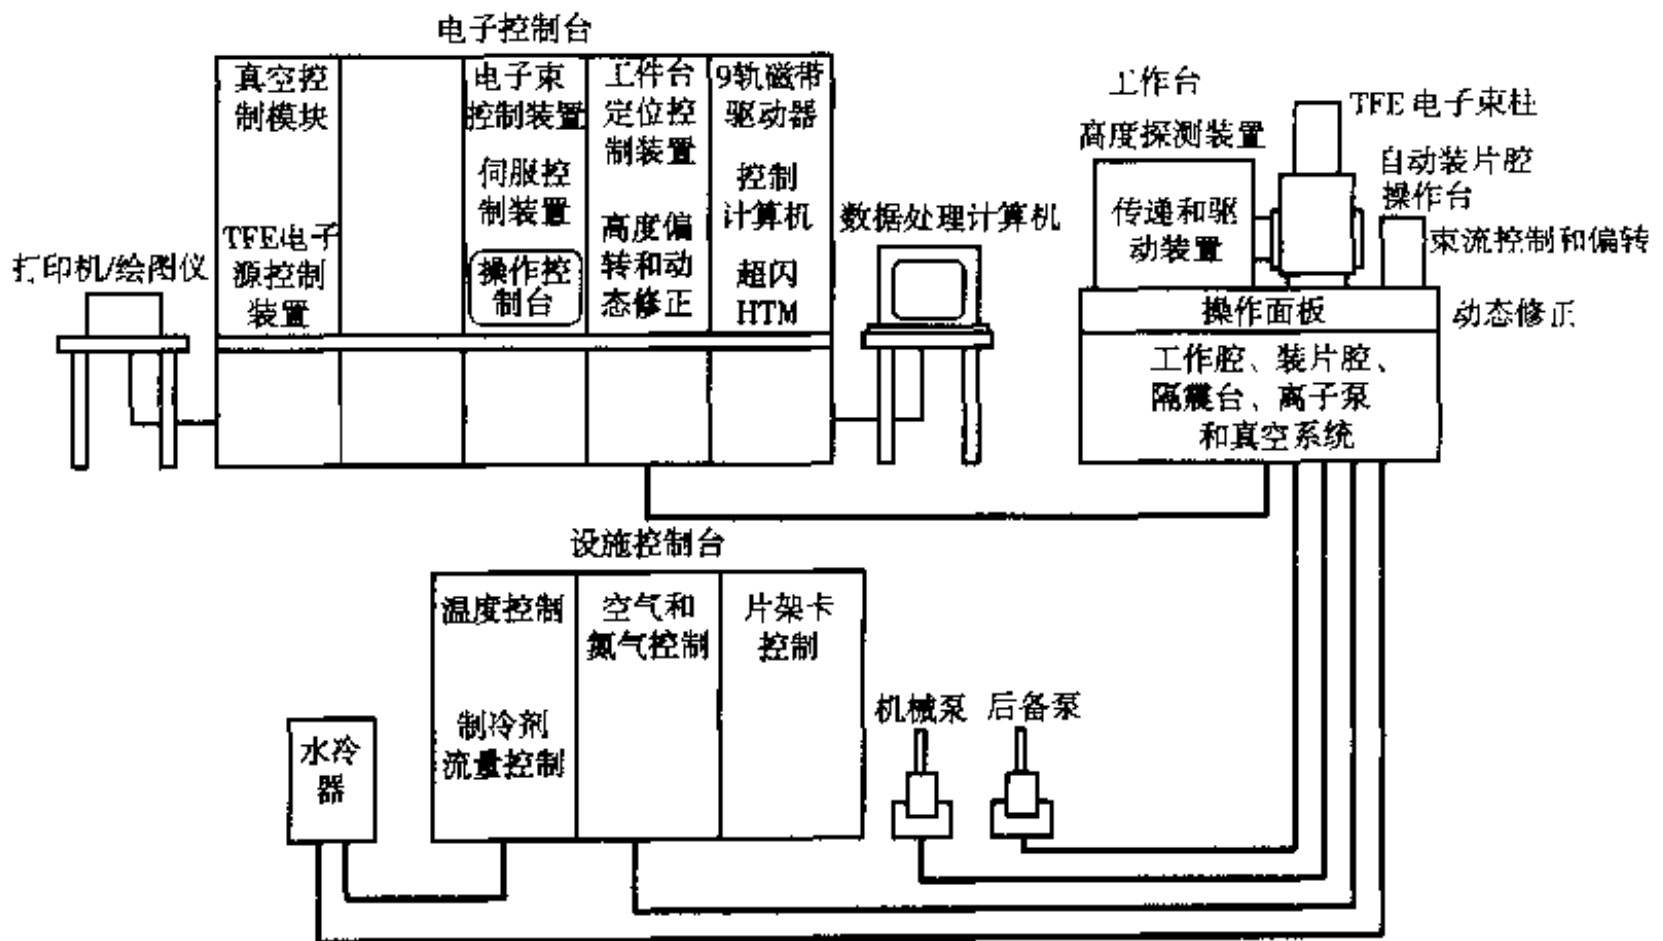 电子控制台
真空控
制模块
TFE电子
源控制
装置
电子束
控制装置
伺服控
制装置
操作控
制台
工件台
定位控
制装置
高度偏
转和动
态修正
9轨磁带
驱动器
控制
计算机
超闪
HTM
打印机/绘图仪
数据处理计算机
工作台
高度探测装置
TFE电子束柱
自动装片腔
操作台
束流控制和偏转
动态修正
传递和驱
动装置
操作面板
工作腔、装片腔、
隔震台、离子泵
和真空系统
设施控制台
温度控制
制冷剂
流量控制
空气和
氮气控制
片架卡
控制
水冷
器
机械泵
后备泵